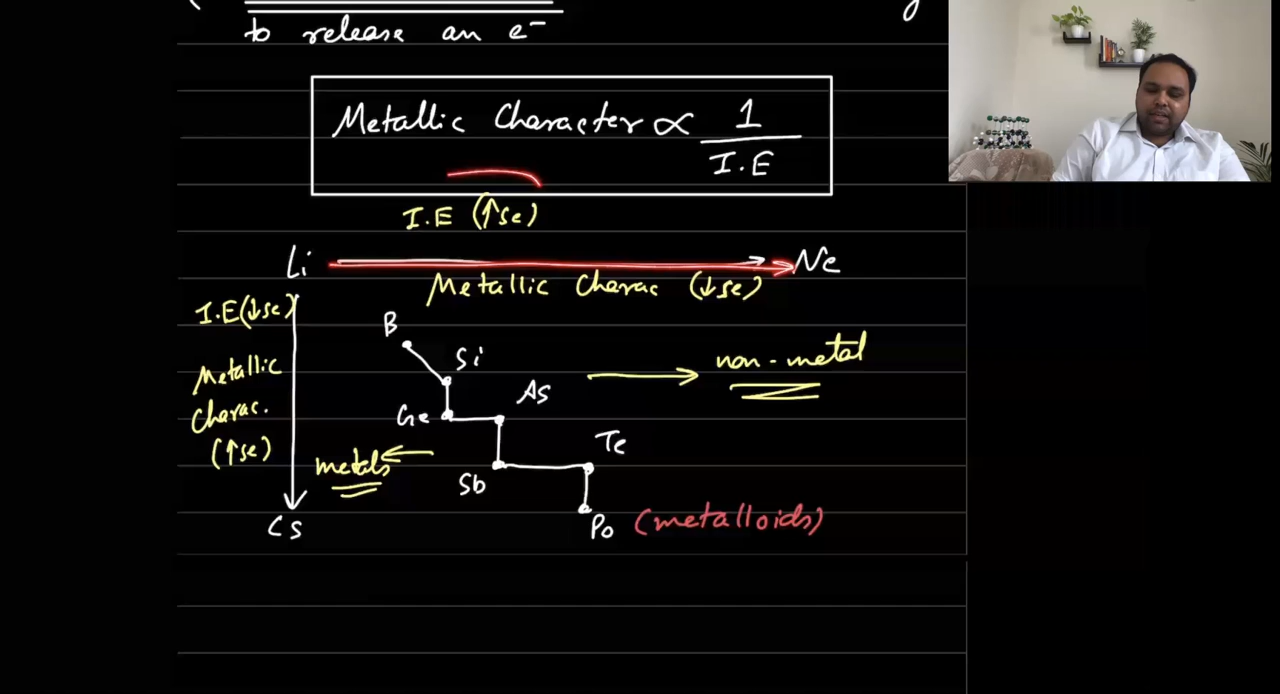 to release an e⁻
Metallic Character ∝ 1
I.E
I.E (↑se)
Li
Ne
Metallic Charac (↓se)
I.E(↓se)
B
Si
non-metal
Metallic
Charac.
(↑se)
As
Ge
metals
Te
Sb
Cs
Po (metalloids)